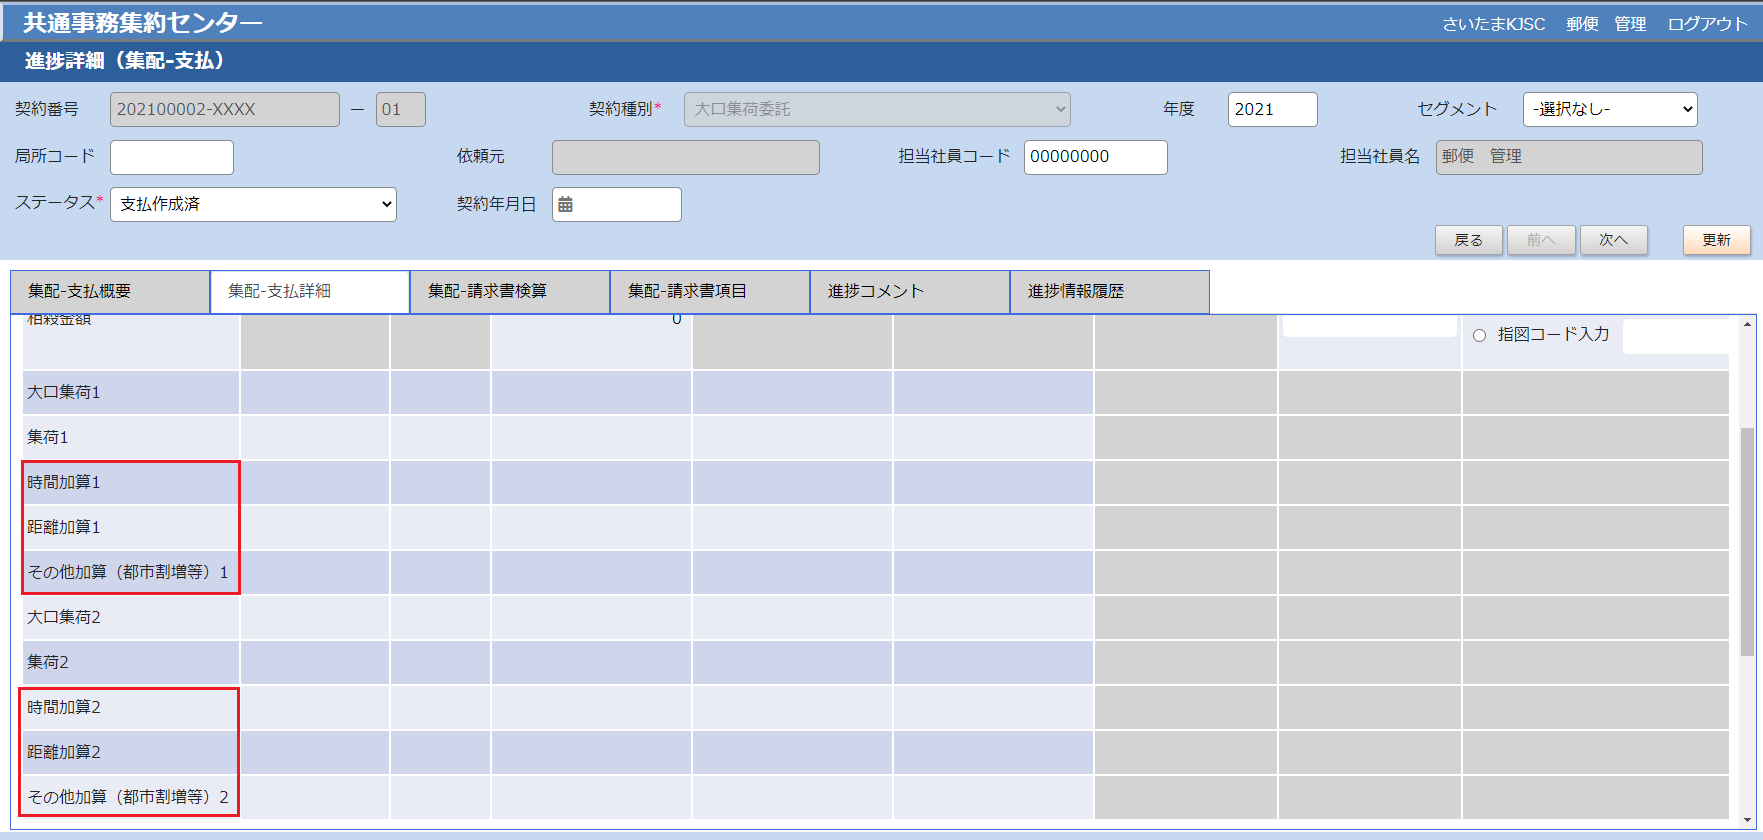 共通事務集約センター
さいたまKJSC 郵便　管理 ログアウト
進捗詳細（集配-支払）
契約番号 202100002-XXXX － 01 契約種別* 大口集荷委託 年度 2021 セグメント -選択なし-
局所コード 依頼元 担当社員コード 00000000 担当社員名 郵便　管理
ステータス* 支払作成済 契約年月日
戻る 前へ 次へ 更新
集配-支払概要 集配-支払詳細 集配-請求書検算 集配-請求書項目 進捗コメント 進捗情報履歴
相殺金額 0 指図コード入力
大口集荷1
集荷1
時間加算1
距離加算1
その他加算（都市割増等）1
大口集荷2
集荷2
時間加算2
距離加算2
その他加算（都市割増等）2